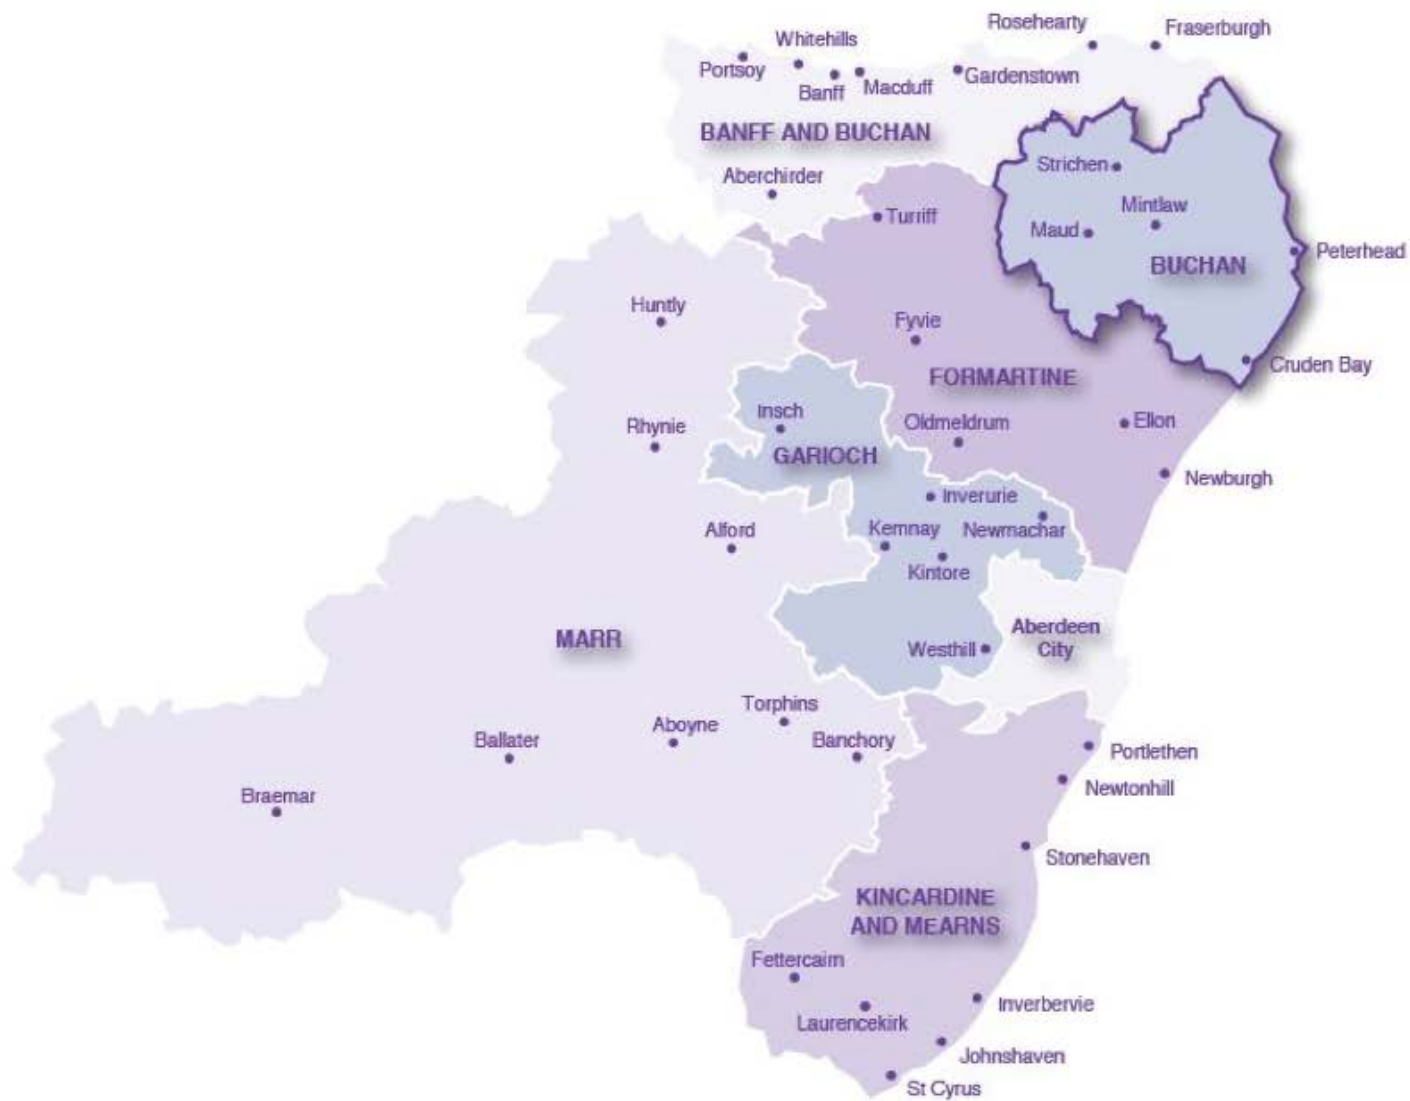 Rosehearty
Fraserburgh
Whitehills
Portsoy
Banff
Macduff
Gardenstown
BANFF AND BUCHAN
Aberchirder
Strichen
Mintlaw
Maud
BUCHAN
Peterhead
Turriff
Huntly
Fyvie
FORMARTINE
Cruden Bay
Insch
Rhynie
GARIOCH
Oldmeldrum
Ellon
Newburgh
Inverurie
Alford
Kemnay
Newmachar
Kintore
MARR
Westhill
Aberdeen
City
Torphins
Aboyne
Ballater
Banchory
Braemar
Portlethen
Newtonhill
Stonehaven
KINCARDINE
AND MEARNS
Fettercairn
Laurencekirk
Inverbervie
Johnshaven
St Cyrus